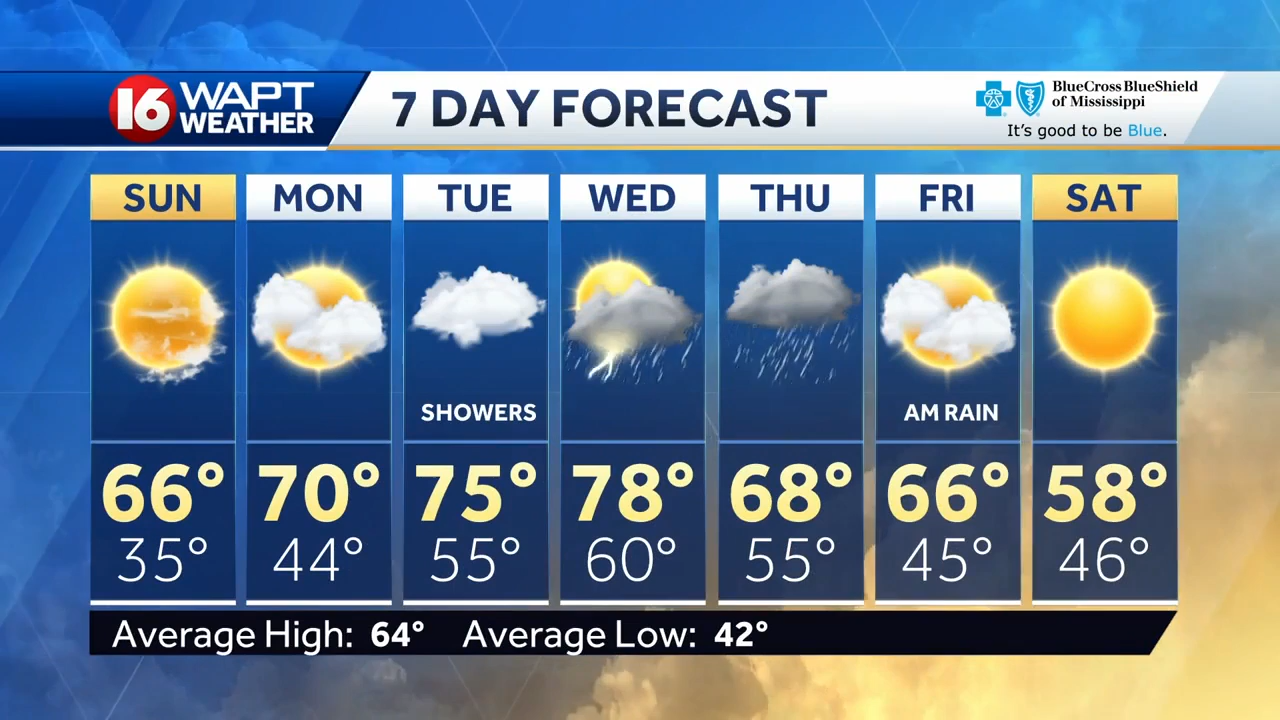 16 WAPT
WEATHER
7 DAY FORECAST
BlueCross BlueShield
of Mississippi
It's good to be Blue.
SUN MON TUE WED THU FRI SAT
SHOWERS AM RAIN
66° 70° 75° 78° 68° 66° 58°
35° 44° 55° 60° 55° 45° 46°
Average High: 64° Average Low: 42°